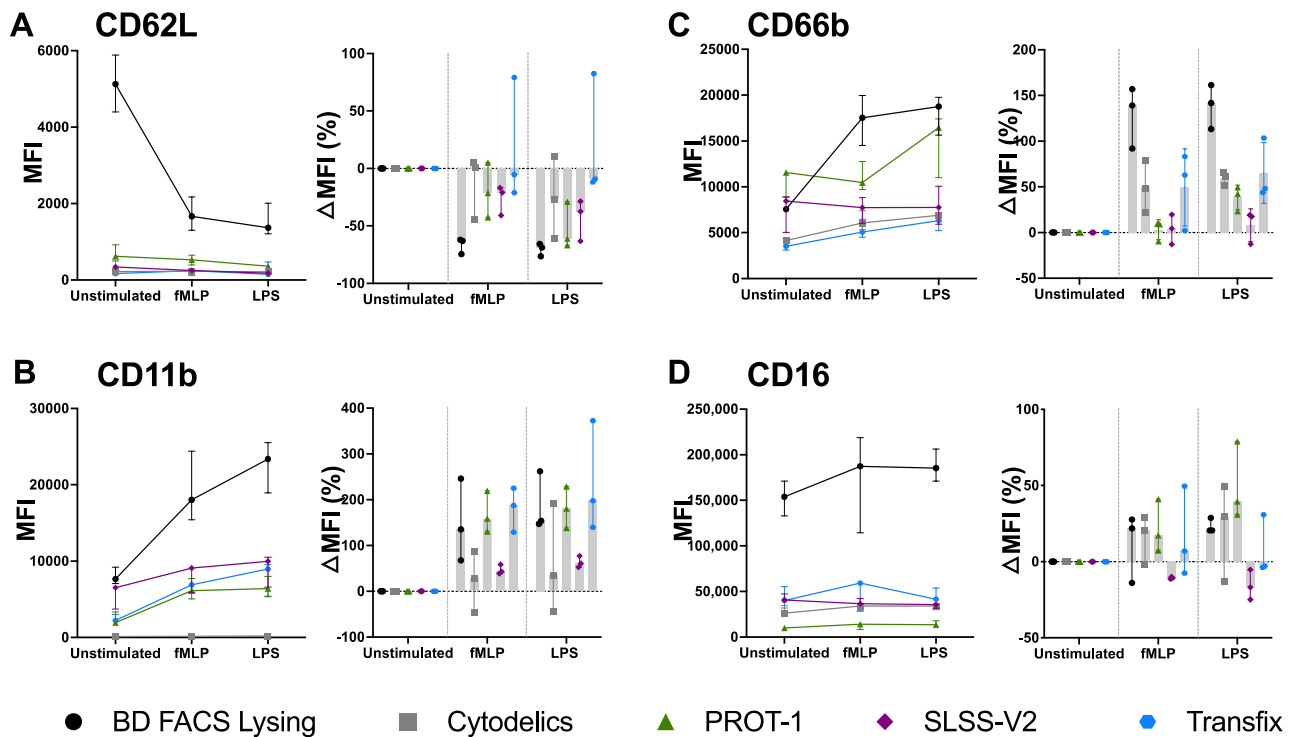 A CD62L
MFI
6000
4000
2000
0
Unstimulated fMLP LPS
△MFI (%)
100
50
0
-50
-100
Unstimulated fMLP LPS
C CD66b
MFI
25000
20000
15000
10000
5000
0
Unstimulated fMLP LPS
△MFI (%)
200
150
100
50
0
-50
Unstimulated fMLP LPS
B CD11b
MFI
30000
20000
10000
0
Unstimulated fMLP LPS
△MFI (%)
400
300
200
100
0
-100
Unstimulated fMLP LPS
D CD16
MFI
250,000
200,000
150,000
100,000
50,000
0
Unstimulated fMLP LPS
△MFI (%)
100
50
0
-50
Unstimulated fMLP LPS
BD FACS Lysing Cytodelics PROT-1 SLSS-V2 Transfix